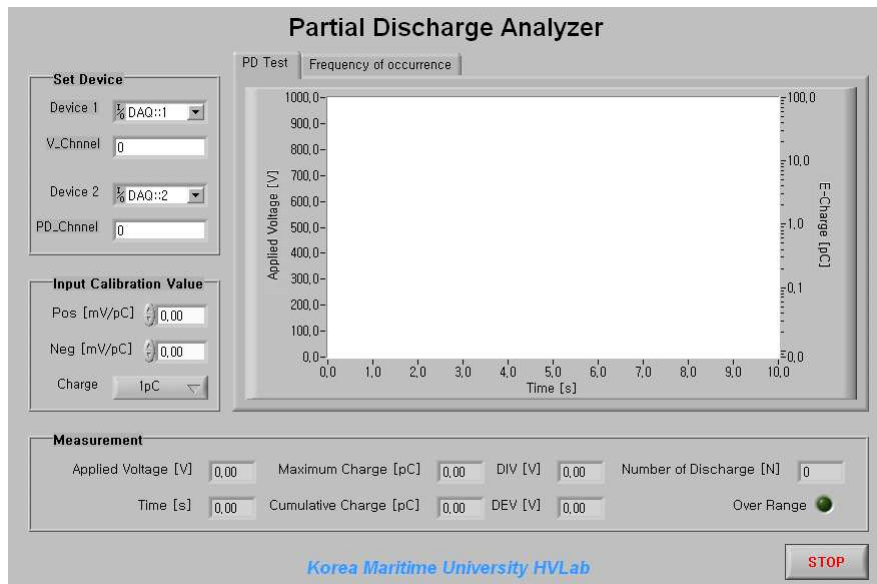 Partial Discharge Analyzer
PD Test
Frequency of occurrence
Set Device
Device 1 I/O DAQ::1
V_Chnnel 0
Device 2 I/O DAQ::2
PD_Chnnel 0
Input Calibration Value
Pos [mV/pC] 0,00
Neg [mV/pC] 0,00
Charge 1pC
Applied Voltage [V]
1000,0
900,0
800,0
700,0
600,0
500,0
400,0
300,0
200,0
100,0
0,0
0,0 1,0 2,0 3,0 4,0 5,0 6,0 7,0 8,0 9,0 10,0
Time [s]
100,0
10,0
1,0
0,1
0,0
E-Charge [pC]
Measurement
Applied Voltage [V] 0,00 Maximum Charge [pC] 0,00 DIV [V] 0,00 Number of Discharge [N] 0
Time [s] 0,00 Cumulative Charge [pC] 0,00 DEV [V] 0,00 Over Range
Korea Maritime University HVLab
STOP